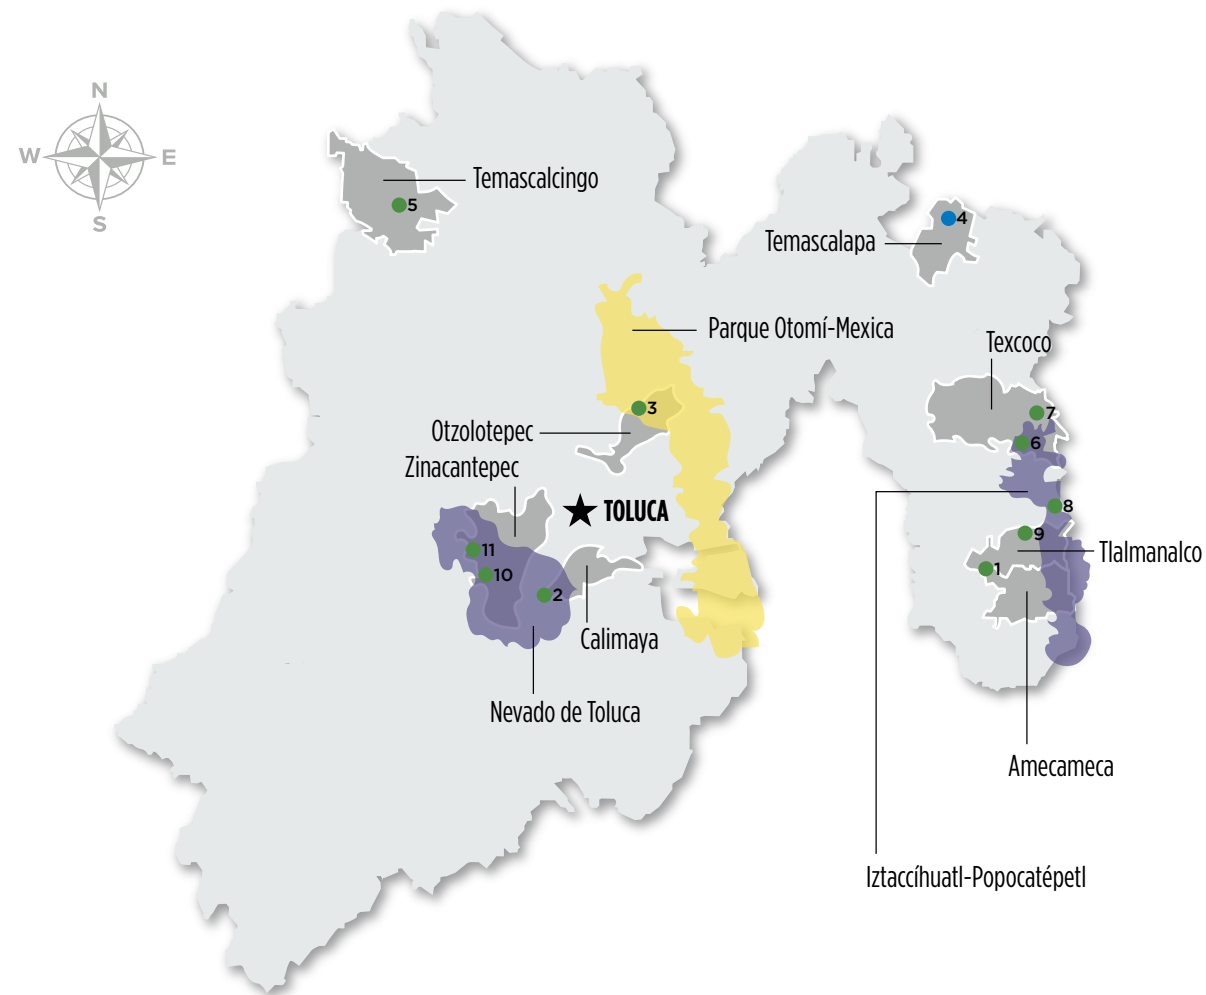 N
W E
S
Temascalcingo
5
4
Temascalapa
Parque Otomí-Mexica
Texcoco
3
7
Otzolotepec
6
Zinacantepec
TOLUCA
8
9
Tlalmanalco
11
10
1
2
Calimaya
Nevado de Toluca
Amecameca
Iztaccíhuatl-Popocatépetl